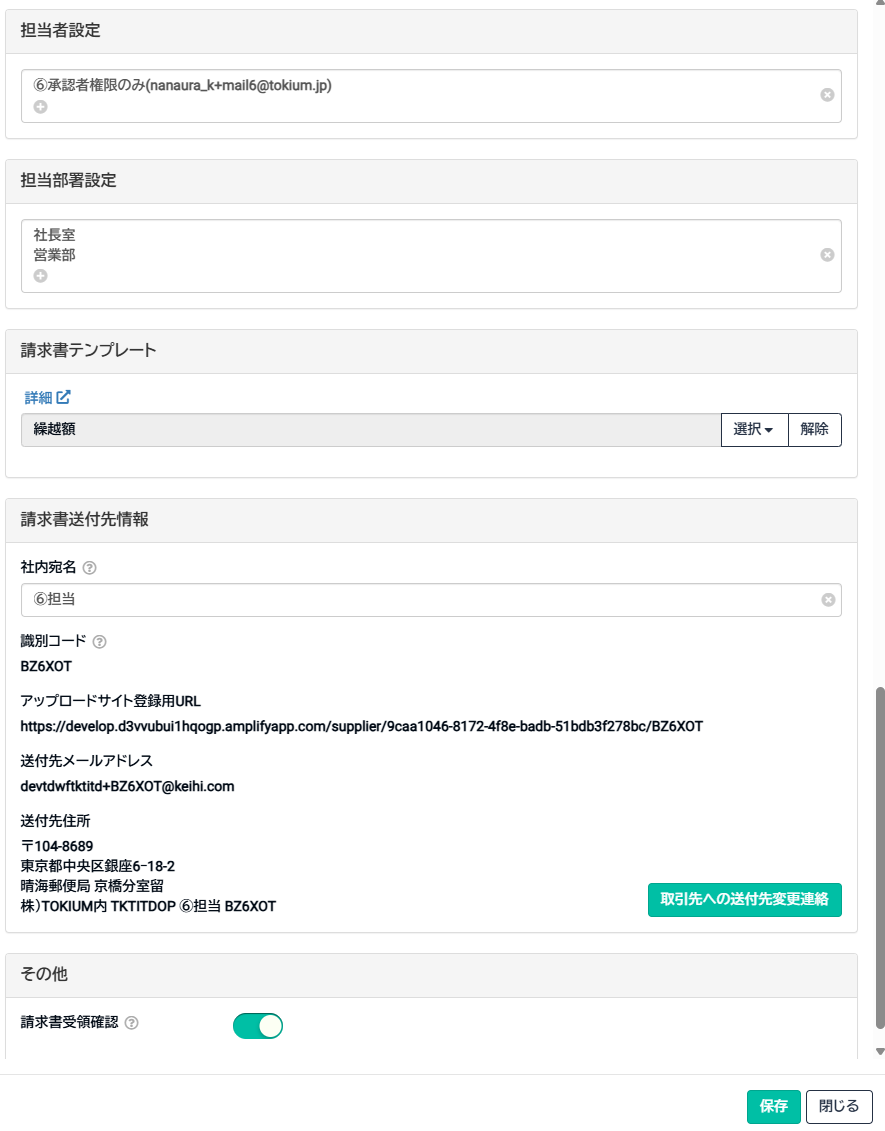 担当者設定
⑥承認者権限のみ(nanaura_k+mail6@tokium.jp)
担当部署設定
社長室
営業部
請求書テンプレート
詳細
繰越額
選択
解除
請求書送付先情報
社内宛名
⑥担当
識別コード
BZ6XOT
アップロードサイト登録用URL
https://develop.d3vvubui1hqogp.amplifyapp.com/supplier/9caa1046-8172-4f8e-badb-51bdb3f278bc/BZ6XOT
送付先メールアドレス
devtdwftktitd+BZ6XOT@keihi.com
送付先住所
〒104-8689
東京都中央区銀座6−18-2
晴海郵便局 京橋分室留
株)TOKIUM内 TKTITDOP ⑥担当 BZ6XOT
取引先への送付先変更連絡
その他
請求書受領確認
保存
閉じる